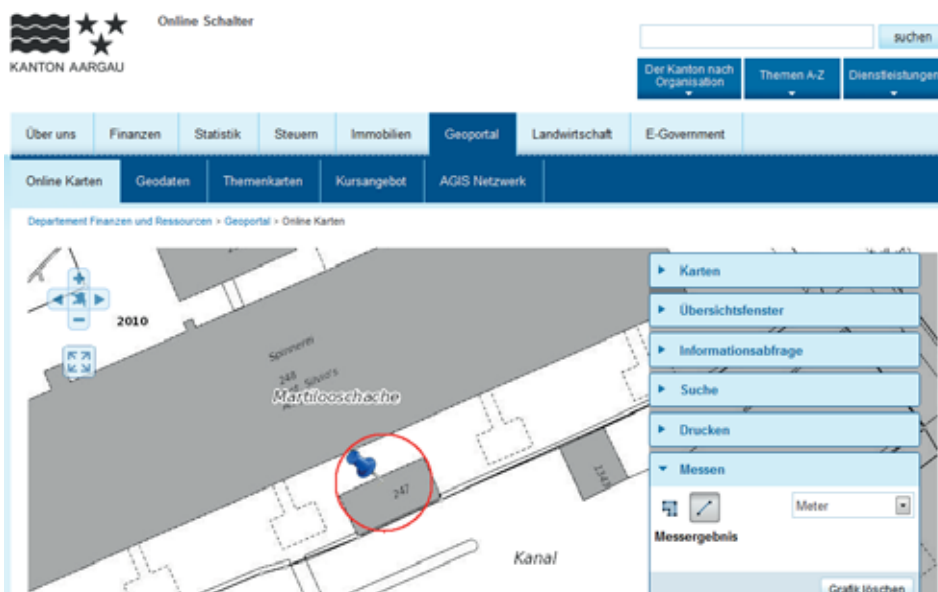 Online Schalter
KANTON AARGAU
suchen
Der Kanton nach Organisation
Themen A-Z
Dienstleistungen
Über uns
Finanzen
Statistik
Steuern
Immobilien
Geoportal
Landwirtschaft
E-Government
Online Karten
Geodaten
Themenkarten
Kursangebot
AGIS Netzwerk
Departement Finanzen und Ressourcen > Geoportal > Online Karten
2010
Spinnerei
248
Silvio's
Martilooschache
247
1343
Kanal
Karten
Übersichtsfenster
Informationsabfrage
Suche
Drucken
Messen
Meter
Messergebnis
Grafik löschen